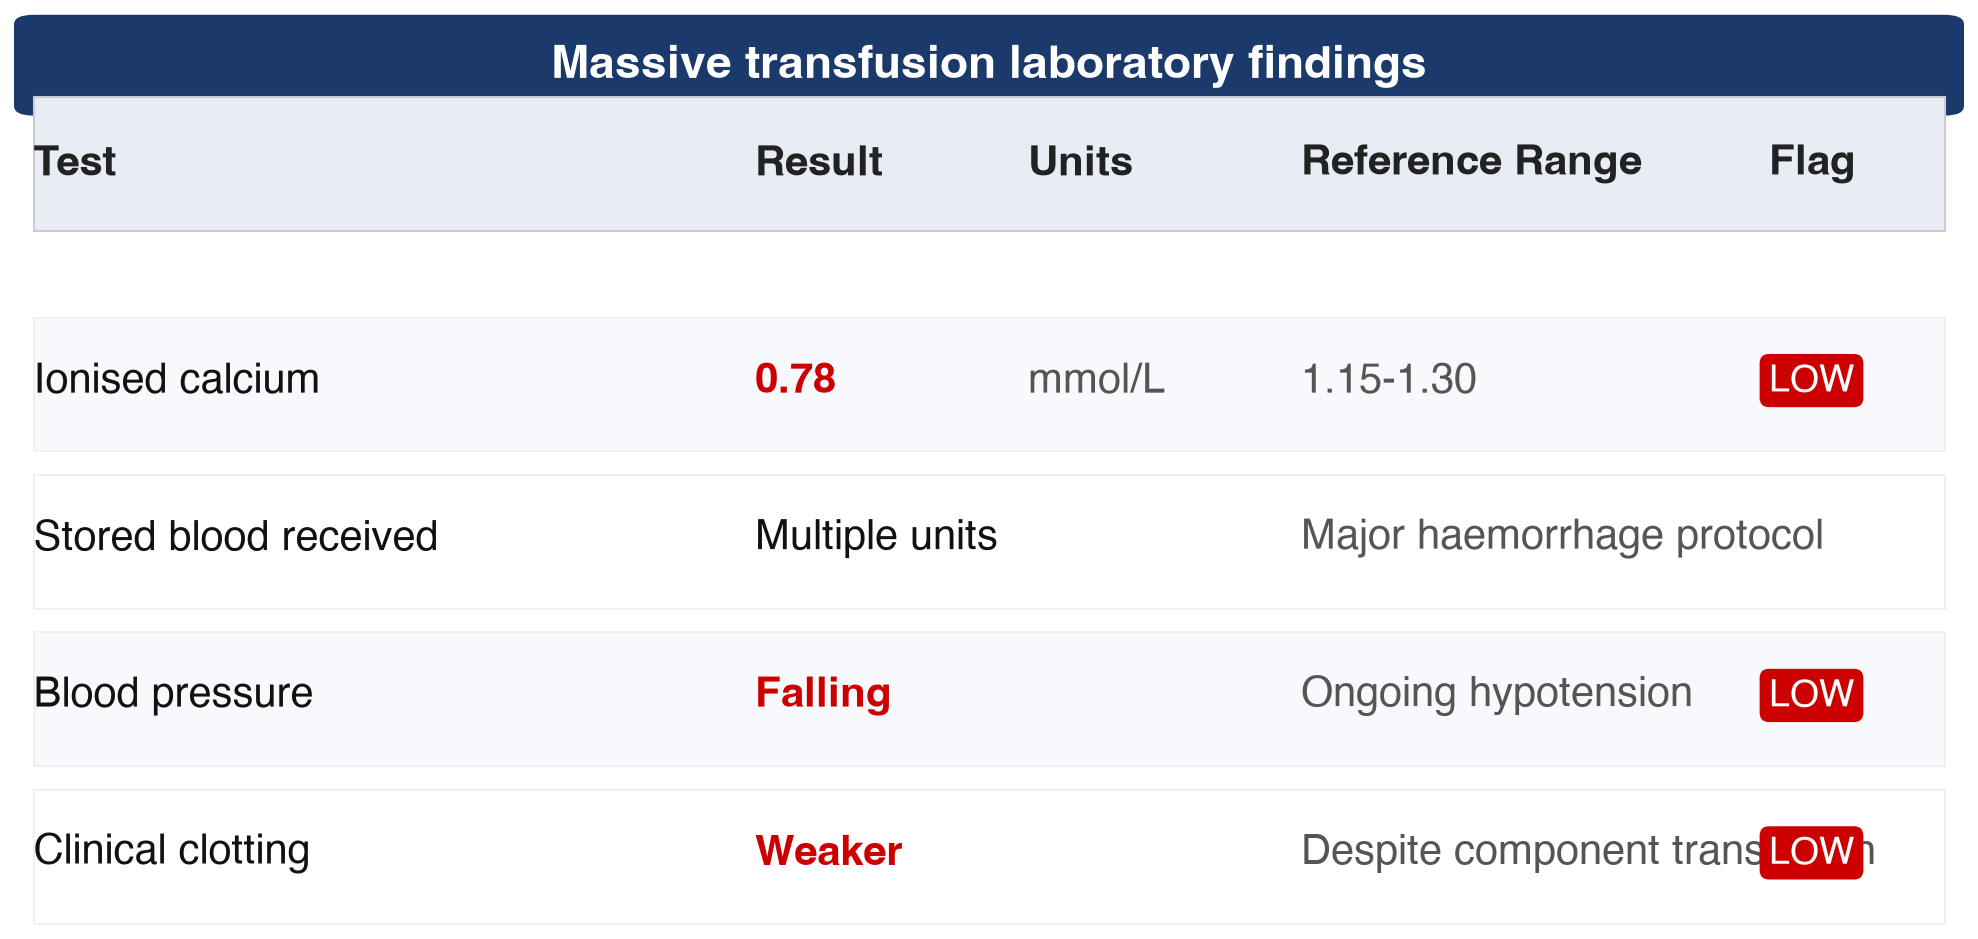 Massive transfusion laboratory findings
Test Result Units Reference Range Flag
Ionised calcium 0.78 mmol/L 1.15-1.30 LOW
Stored blood received Multiple units Major haemorrhage protocol
Blood pressure Falling Ongoing hypotension LOW
Clinical clotting Weaker Despite component LOW